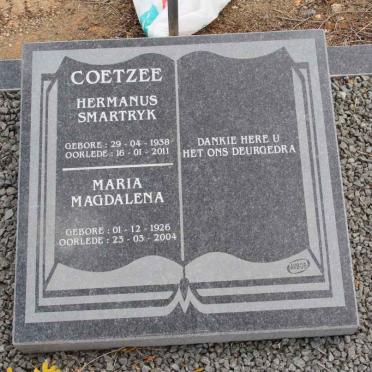 COETZEE
HERMANUS
SMARTRYK
GEBORE : 29 - 04 - 1938
OORLEDE : 16 - 01 - 2011
MARIA
MAGDALENA
GEBORE : 01 - 12 - 1926
OORLEDE : 23 - 03 - 2004
DANKIE HERE U
HET ONS DEURGEDRA